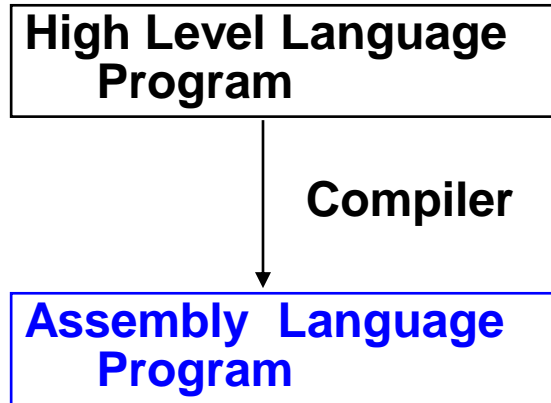 High Level Language
Program
Compiler
Assembly Language
Program